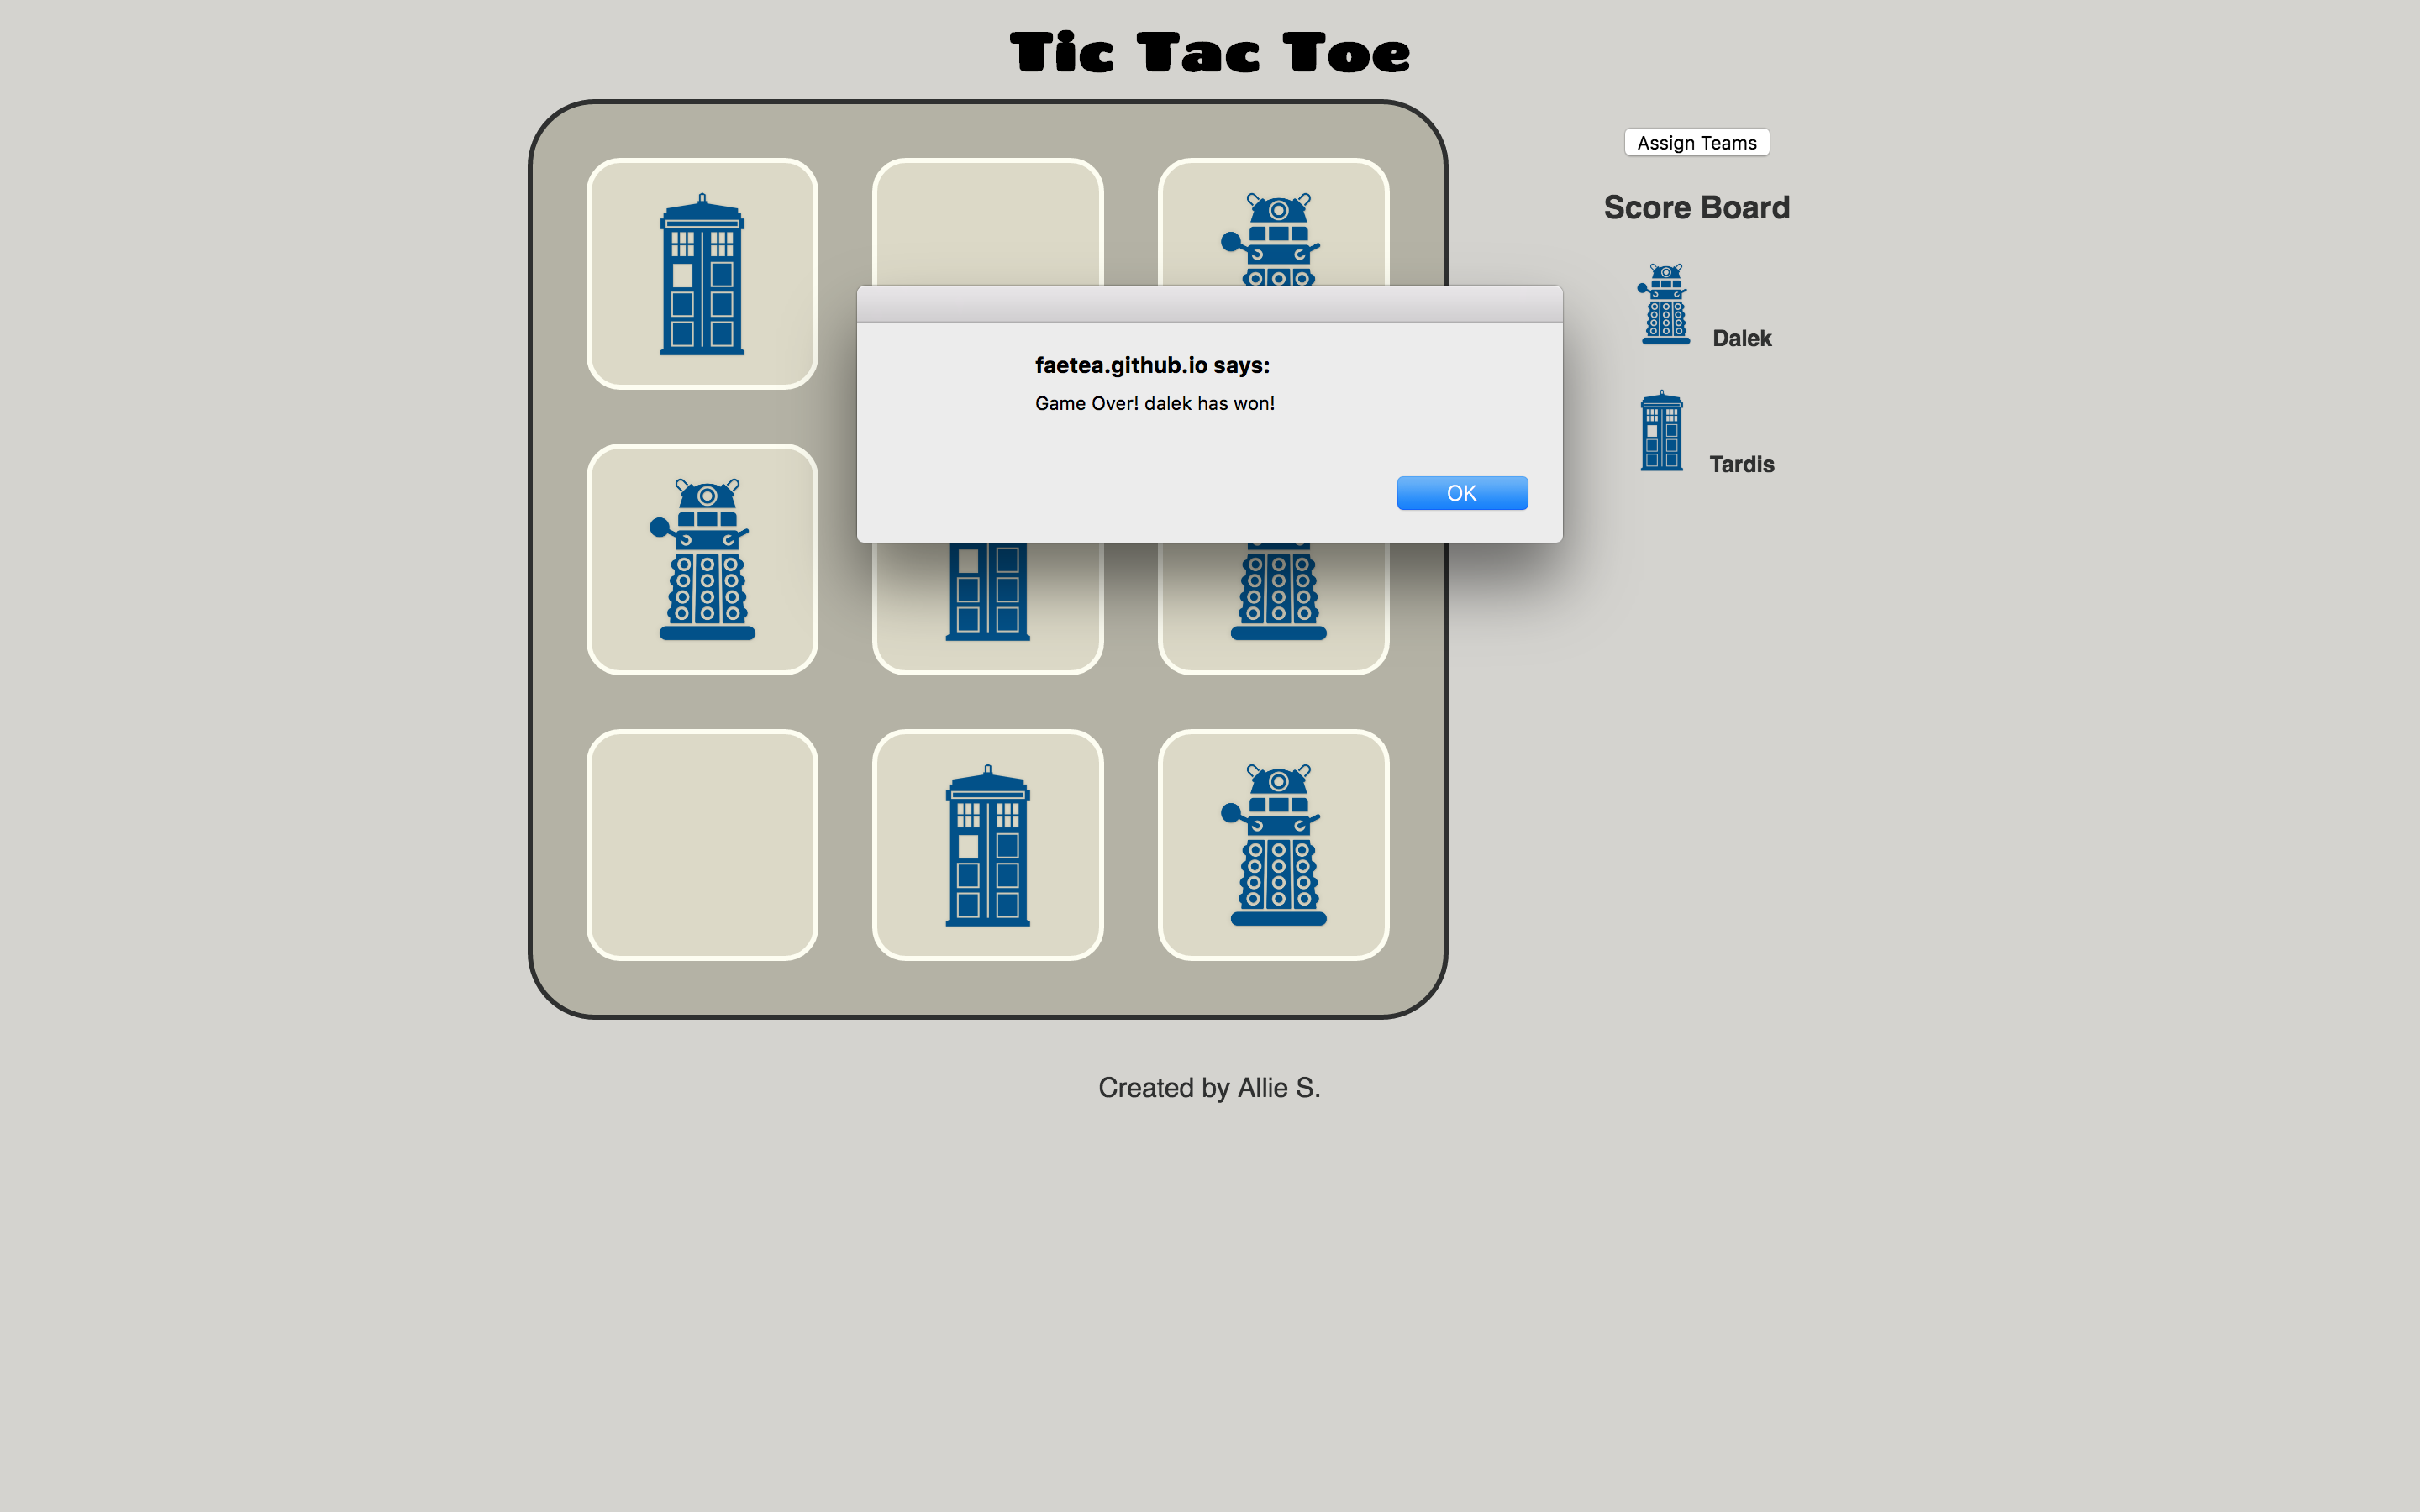 Tic Tac Toe
Assign Teams
Score Board
Dalek
Tardis
faetea.github.io says:
Game Over! dalek has won!
OK
Created by Allie S.